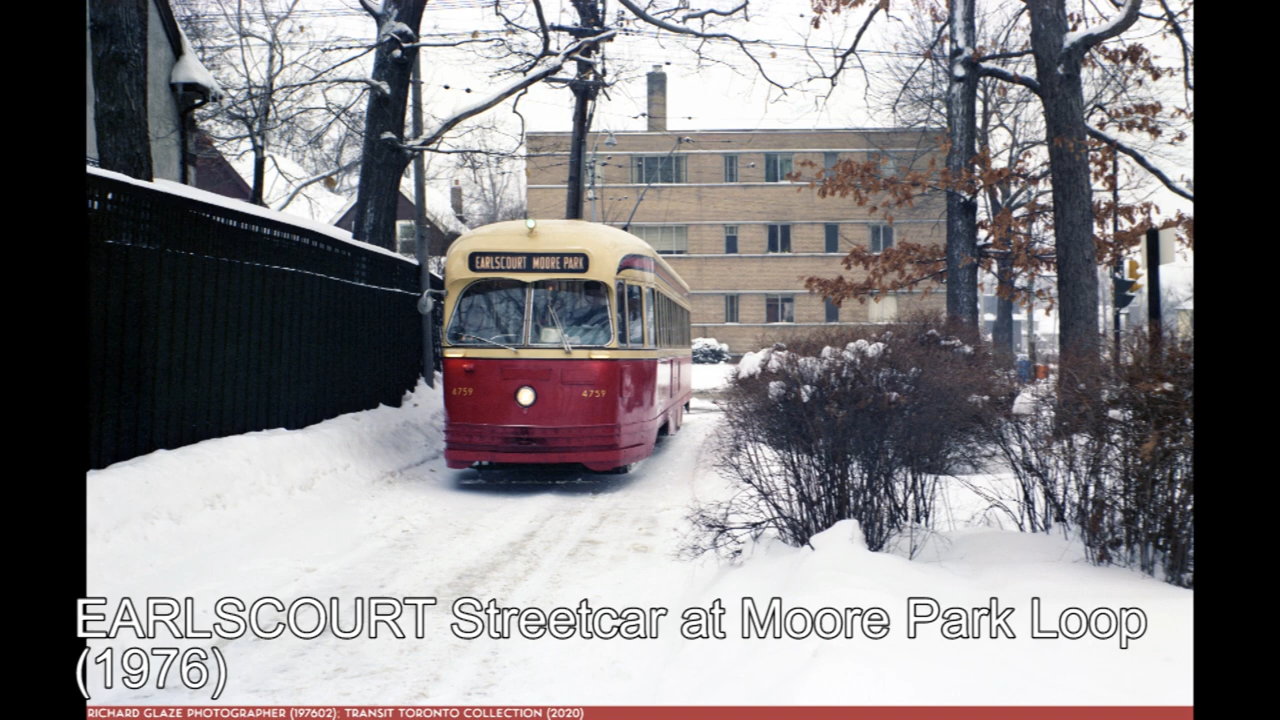 EARLSCOURT MOORE PARK
4759 4759
EARLSCOURT Streetcar at Moore Park Loop
(1976)
RICHARD GLAZE PHOTOGRAPHER (197602); TRANSIT TORONTO COLLECTION (2020)